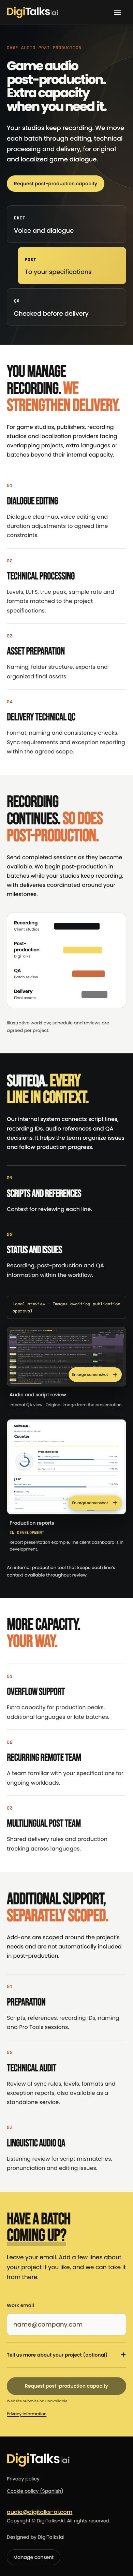 DigiTalks|ai
GAME AUDIO POST-PRODUCTION
Game audio
post-production.
Extra capacity
when you need it.
Your studios keep recording. We move
each batch through editing, technical
processing and delivery, for original
and localized game dialogue.
Request post-production capacity
EDIT
Voice and dialogue
POST
To your specifications
QC
Checked before delivery
YOU MANAGE
RECORDING. WE
STRENGTHEN DELIVERY.
For game studios, publishers, recording
studios and localization providers facing
overlapping projects, extra languages or
batches beyond their internal capacity.
01
DIALOGUE EDITING
Dialogue clean-up, voice editing and
duration adjustments to agreed time
constraints.
02
TECHNICAL PROCESSING
Levels, LUFS, true peak, sample rate and
formats matched to the project
specifications.
03
ASSET PREPARATION
Naming, folder structure, exports and
organized final assets.
04
DELIVERY TECHNICAL QC
Format, naming and consistency checks.
Sync requirements and exception reporting
within the agreed scope.
RECORDING
CONTINUES. SO DOES
POST-PRODUCTION.
Send completed sessions as they become
available. We begin post-production in
batches while your studios keep recording,
with deliveries coordinated around your
milestones.
Recording
Client studios
Post-
production
DigiTalks
QA
Batch review
Delivery
Final assets
Illustrative workflow; schedule and reviews are
agreed per project.
SUITEQA. EVERY
LINE IN CONTEXT.
Our internal system connects script lines,
recording IDs, audio references and QA
decisions. It helps the team organize issues
and follow production progress.
01
SCRIPTS AND REFERENCES
Context for reviewing each line.
02
STATUS AND ISSUES
Recording, post-production and QA
information within the workflow.
Local preview · Images awaiting publication
approval
Enlarge screenshot +
Audio and script review
Internal QA view · Original image from the presentation.
Enlarge screenshot +
Production reports
IN DEVELOPMENT
Report presentation example. The client dashboard is in
development.
An internal production tool that keeps each line's
context available throughout review.
MORE CAPACITY.
YOUR WAY.
01
OVERFLOW SUPPORT
Extra capacity for production peaks,
additional languages or late batches.
02
RECURRING REMOTE TEAM
A team familiar with your specifications for
ongoing workloads.
03
MULTILINGUAL POST TEAM
Shared delivery rules and production
tracking across languages.
ADDITIONAL SUPPORT,
SEPARATELY SCOPED.
Add-ons are scoped around the project's
needs and are not automatically included
in post-production.
01
PREPARATION
Scripts, references, recording IDs, naming
and Pro Tools sessions.
02
TECHNICAL AUDIT
Review of sync rules, levels, formats and
exception reports, also available as a
standalone service.
03
LINGUISTIC AUDIO QA
Listening review for script mismatches,
pronunciation and editing issues.
HAVE A BATCH
COMING UP?
Leave your email. Add a few lines about
your project if you like, and we can take it
from there.
Work email
name@company.com
Tell us more about your project (optional) +
Request post-production capacity
Website submission unavailable.
Privacy information
DigiTalks|ai
Privacy policy
Cookie policy (Spanish)
audio@digitalks-ai.com
Copyright © DigiTalks-AI. All rights reserved.
Designed by DigiTalks|ai
Manage consent